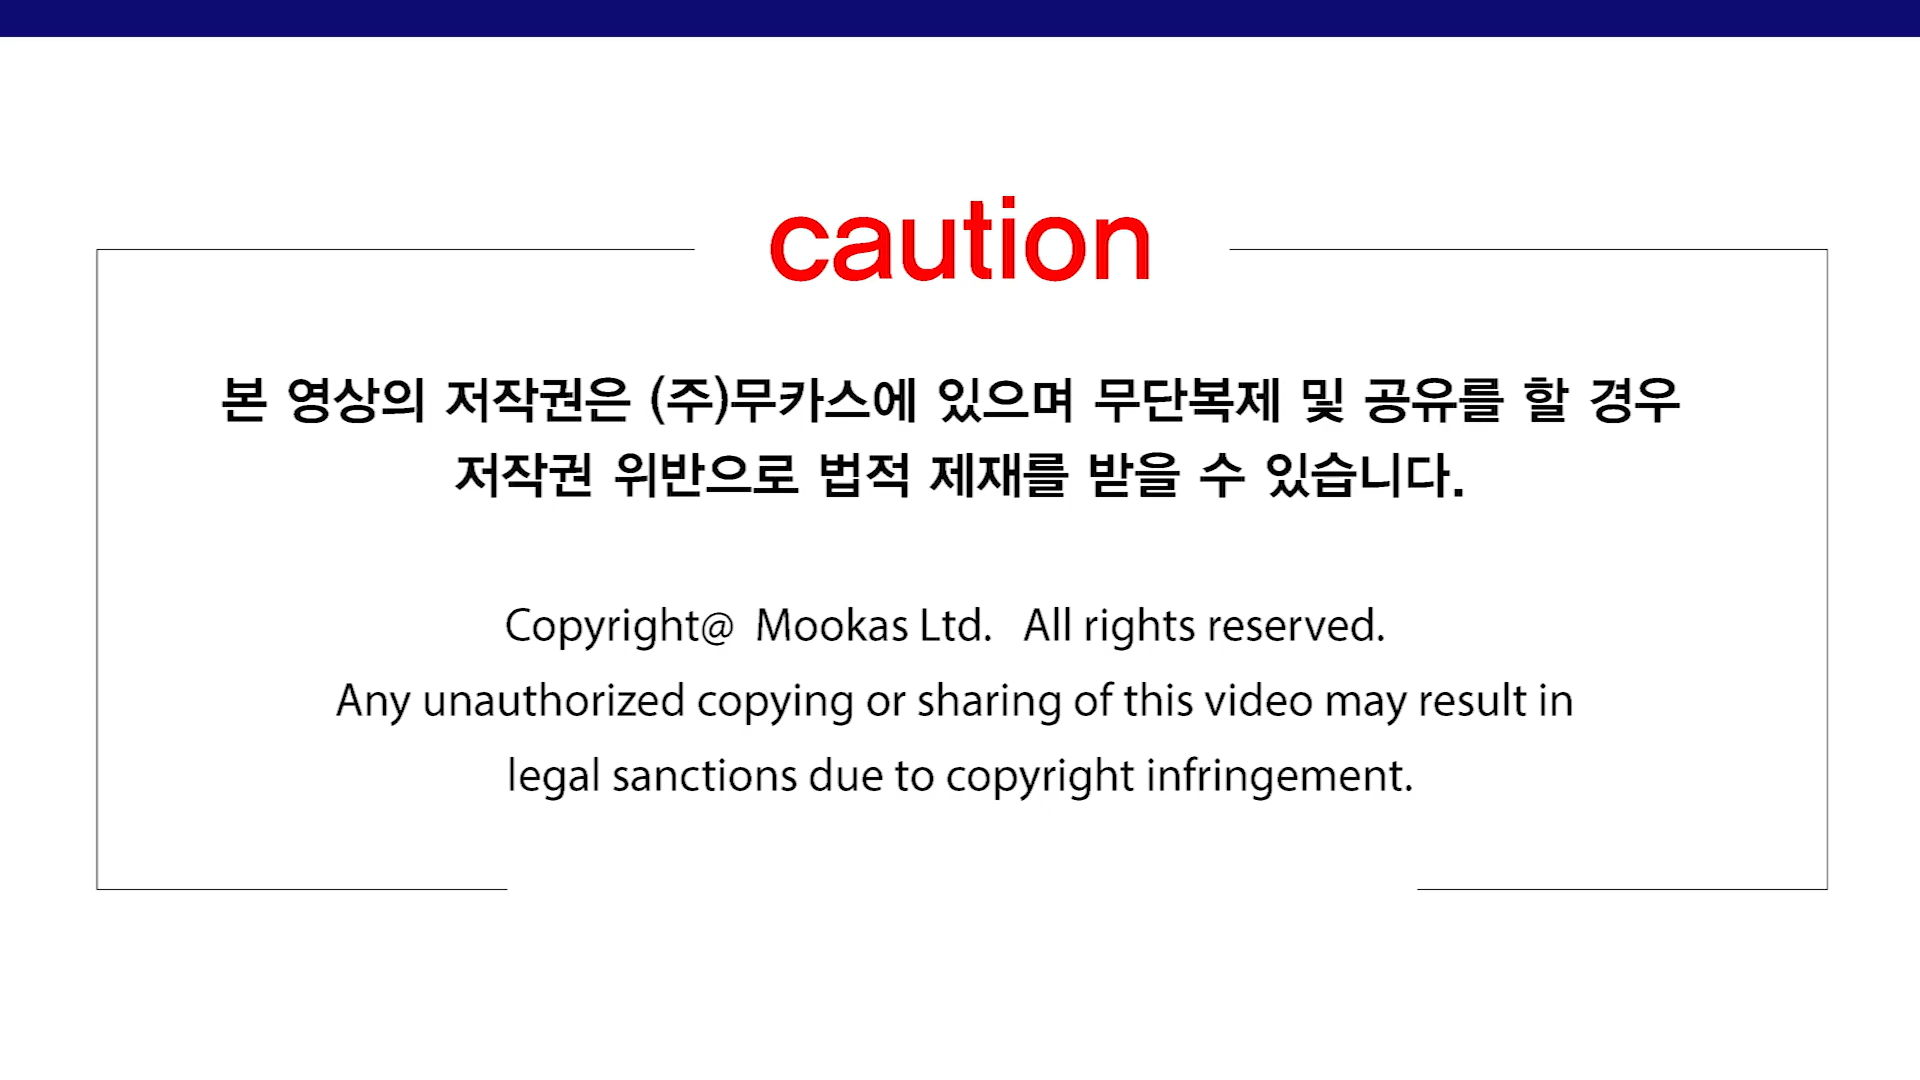 caution
본 영상의 저작권은 (주)무카스에 있으며 무단복제 및 공유를 할 경우
저작권 위반으로 법적 제재를 받을 수 있습니다.
Copyright@ Mookas Ltd. All rights reserved.
Any unauthorized copying or sharing of this video may result in
legal sanctions due to copyright infringement.